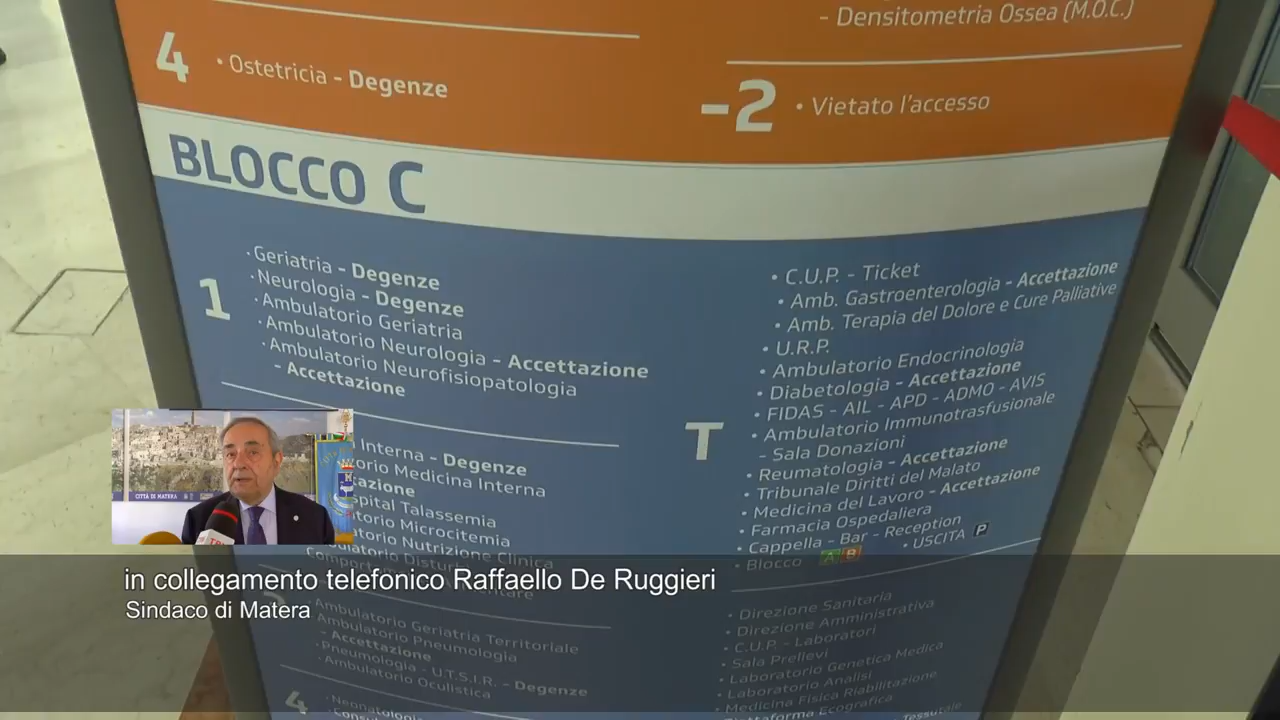 - Densitometria Ossea (M.O.C.)
4
• Ostetricia - Degenze
-2
• Vietato l'accesso
BLOCCO C
1
• Geriatria - Degenze
• Neurologia - Degenze
• Ambulatorio Geriatria
• Ambulatorio Neurologia - Accettazione
• Ambulatorio Neurofisiopatologia
- Accettazione
Interna - Degenze
Medicina Interna
Talassemia
Microcitemia
Nutrizione Clinica
• Ambulatorio Geriatria Territoriale
Ambulatorio Pneumologia
- Accettazione
• Pneumologia - U.T.S.I.R. - Degenze
• Ambulatorio Oculistica
4
T
• C.U.P. - Ticket
• Amb. Gastroenterologia - Accettazione
• Amb. Terapia del Dolore e Cure Palliative
• U.R.P.
• Ambulatorio Endocrinologia
• Diabetologia - Accettazione
• FIDAS - AIL - APD - ADMO - AVIS
• Ambulatorio Immunotrasfusionale
- Sala Donazioni
• Reumatologia - Accettazione
• Tribunale Diritti del Malato
• Medicina del Lavoro - Accettazione
• Farmacia Ospedaliera
• Cappella - Bar - Reception
• Blocco A B • USCITA P
• Direzione Sanitaria
• Direzione Amministrativa
• C.U.P. - Laboratori
• Sala Prelievi
• Laboratorio Genetica Medica
• Laboratorio Analisi
• Medicina Fisica Riabilitazione
Ecografica
CITTÀ DI MATERA
in collegamento telefonico Raffaello De Ruggieri
Sindaco di Matera